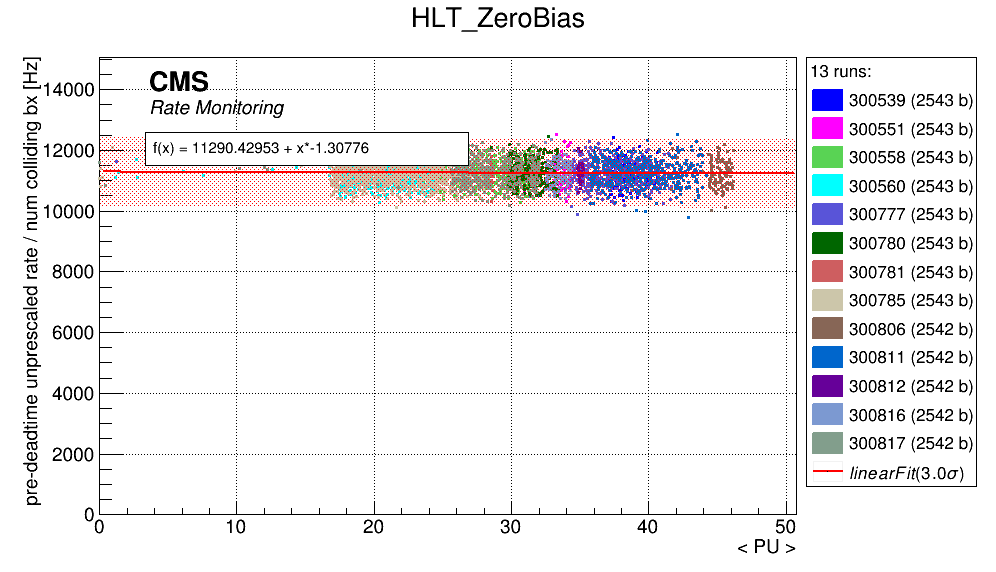 HLT_ZeroBias
pre-deadtime unprescaled rate / num colliding bx [Hz]
14000
12000
10000
8000
6000
4000
2000
0
CMS
Rate Monitoring
f(x) = 11290.42953 + x*-1.30776
0 10 20 30 40 50
< PU >
13 runs:
300539 (2543 b)
300551 (2543 b)
300558 (2543 b)
300560 (2543 b)
300777 (2543 b)
300780 (2543 b)
300781 (2543 b)
300785 (2543 b)
300806 (2542 b)
300811 (2542 b)
300812 (2542 b)
300816 (2542 b)
300817 (2542 b)
linearFit(3.0σ)